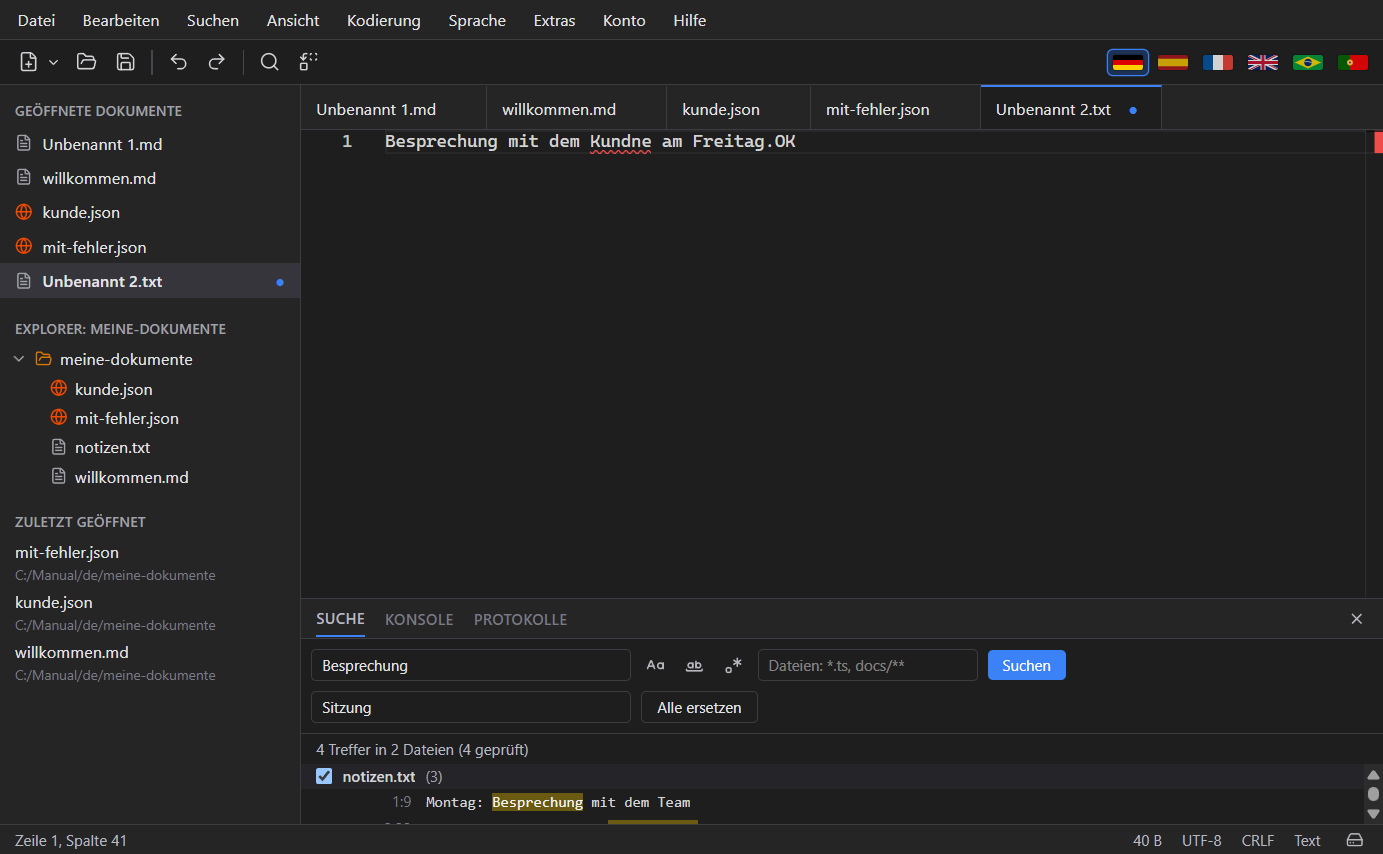 Datei Bearbeiten Suchen Ansicht Kodierung Sprache Extras Konto Hilfe
GEÖFFNETE DOKUMENTE
Unbenannt 1.md
willkommen.md
kunde.json
mit-fehler.json
Unbenannt 2.txt
EXPLORER: MEINE-DOKUMENTE
meine-dokumente
kunde.json
mit-fehler.json
notizen.txt
willkommen.md
ZULETZT GEÖFFNET
mit-fehler.json
C:/Manual/de/meine-dokumente
kunde.json
C:/Manual/de/meine-dokumente
willkommen.md
C:/Manual/de/meine-dokumente
Unbenannt 1.md willkommen.md kunde.json mit-fehler.json Unbenannt 2.txt
1 Besprechung mit dem Kundne am Freitag.OK
SUCHE KONSOLE PROTOKOLLE
Besprechung Aa ab .* Dateien: *.ts, docs/** Suchen
Sitzung Alle ersetzen
4 Treffer in 2 Dateien (4 geprüft)
notizen.txt (3)
1:9 Montag: Besprechung mit dem Team
Zeile 1, Spalte 41 40 B UTF-8 CRLF Text